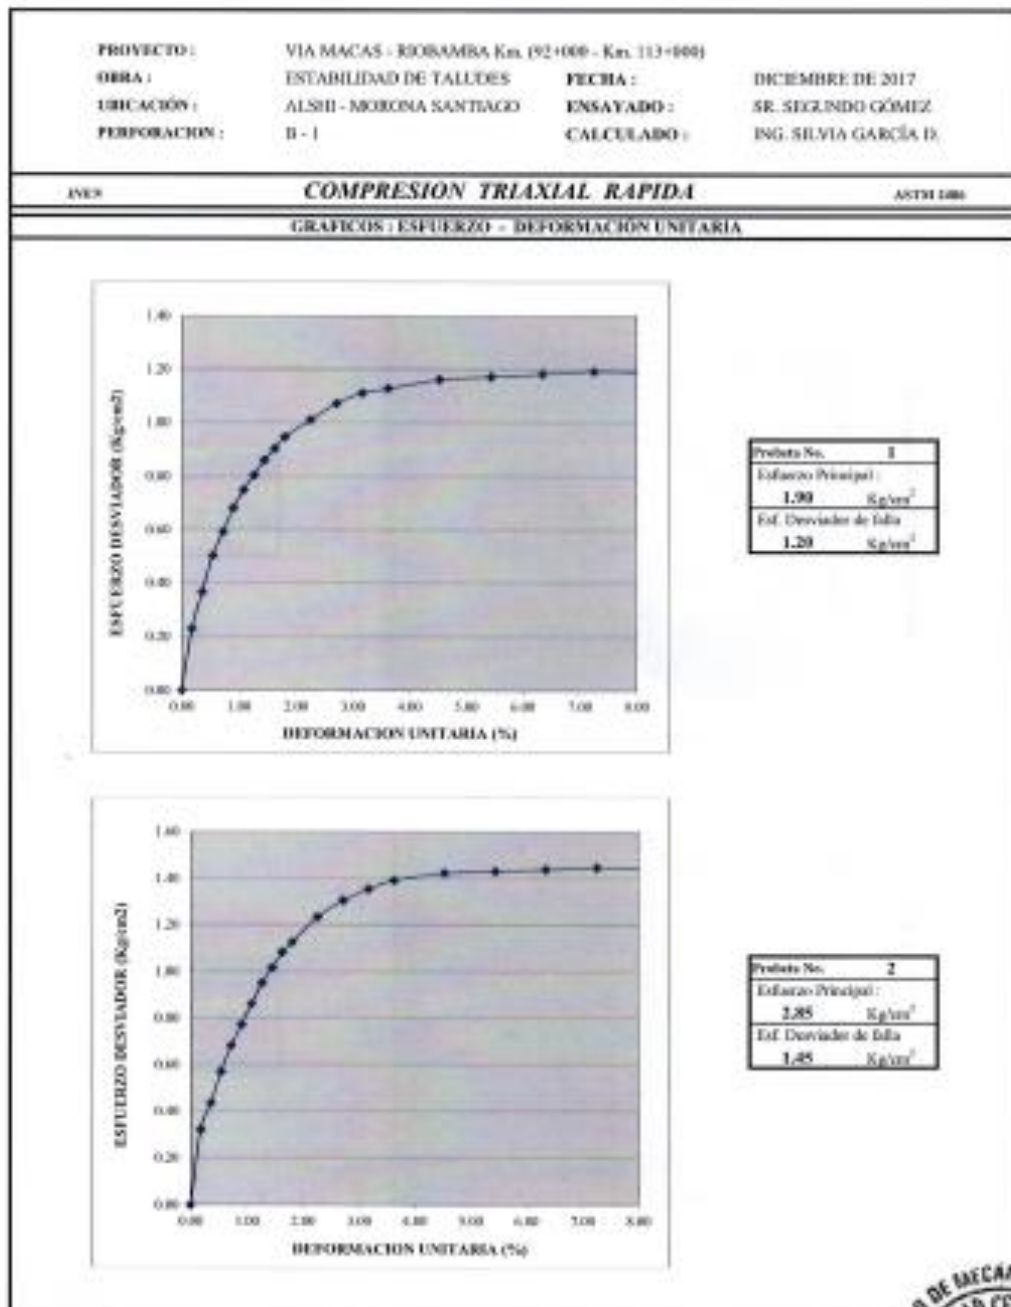 PROYECTO : VIA MACAS - RIOBAMBA Km. (92+000 - Km. 113+000)
OBRA : ESTABILIDAD DE TALUDES FECHA : DICIEMBRE DE 2017
UBICACIÓN : ALSHI - MORONA SANTIAGO ENSAYADO : SR. SEGUNDO GÓMEZ
PERFORACION : B - 1 CALCULADO : ING. SILVIA GARCÍA D.
INEN COMPRESION TRIAXIAL RAPIDA ASTM
GRAFICOS : ESFUERZO - DEFORMACIÓN UNITARIA
ESFUERZO DESVIADOR (Kg/cm2)
1.40
1.20
1.00
0.80
0.60
0.40
0.20
0.00
0.00 1.00 2.00 3.00 4.00 5.00 6.00 7.00 8.00
DEFORMACION UNITARIA (%)
Probeta No. 1
Esfuerzo Principal :
1.90 Kg/cm²
Esf. Desviador de falla
1.20 Kg/cm²
ESFUERZO DESVIADOR (Kg/cm2)
1.60
1.40
1.20
1.00
0.80
0.60
0.40
0.20
0.00
0.00 1.00 2.00 3.00 4.00 5.00 6.00 7.00 8.00
DEFORMACION UNITARIA (%)
Probeta No. 2
Esfuerzo Principal :
2.85 Kg/cm²
Esf. Desviador de falla
1.45 Kg/cm²
DE MECÁN